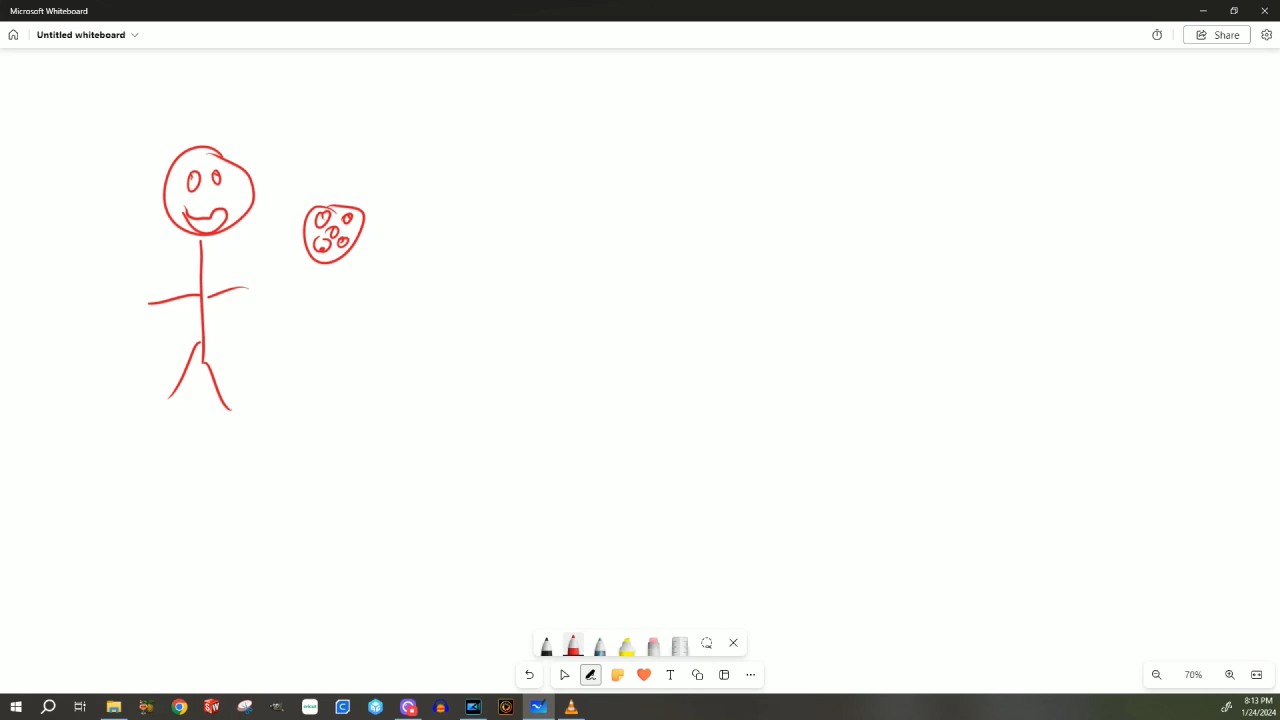 Microsoft Whiteboard
Untitled whiteboard
Share
T
70%
8:13 PM
1/24/2024